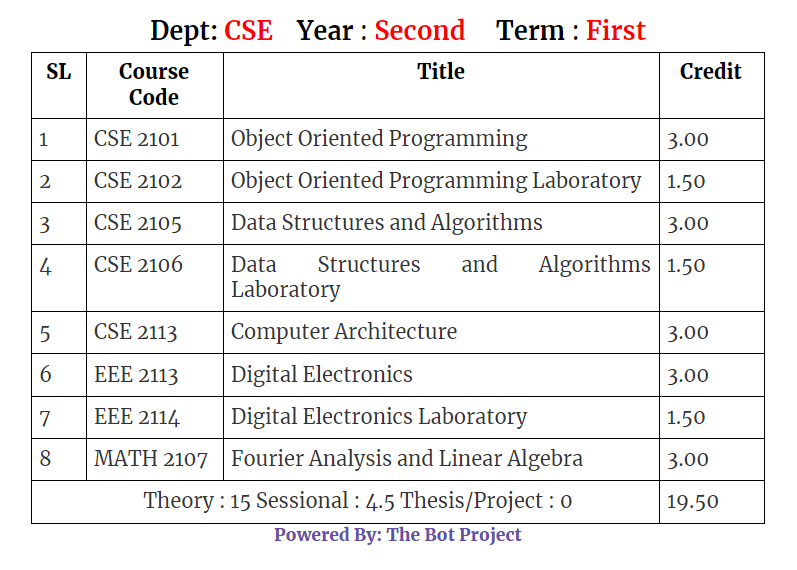 Dept: CSE Year : Second Term : First
SL Course Code Title Credit
1 CSE 2101 Object Oriented Programming 3.00
2 CSE 2102 Object Oriented Programming Laboratory 1.50
3 CSE 2105 Data Structures and Algorithms 3.00
4 CSE 2106 Data Structures and Algorithms Laboratory 1.50
5 CSE 2113 Computer Architecture 3.00
6 EEE 2113 Digital Electronics 3.00
7 EEE 2114 Digital Electronics Laboratory 1.50
8 MATH 2107 Fourier Analysis and Linear Algebra 3.00
Theory : 15 Sessional : 4.5 Thesis/Project : 0 19.50
Powered By: The Bot Project